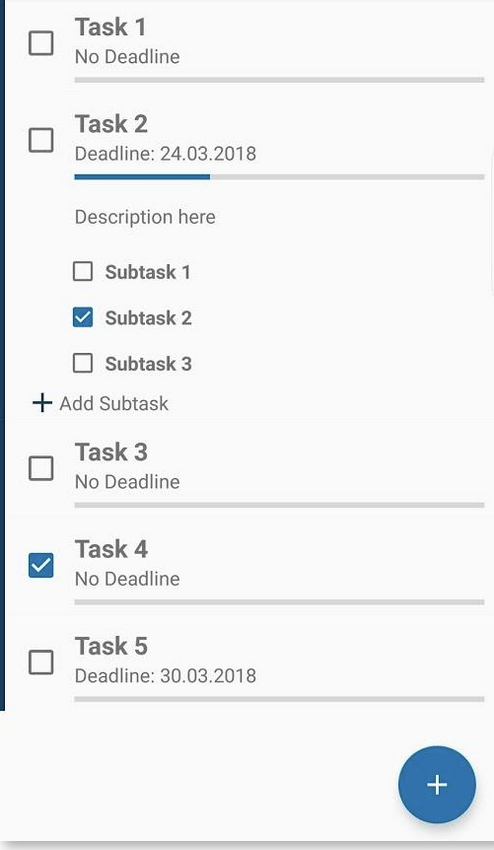 Task 1
No Deadline
Task 2
Deadline: 24.03.2018
Description here
Subtask 1
Subtask 2
Subtask 3
+ Add Subtask
Task 3
No Deadline
Task 4
No Deadline
Task 5
Deadline: 30.03.2018
+